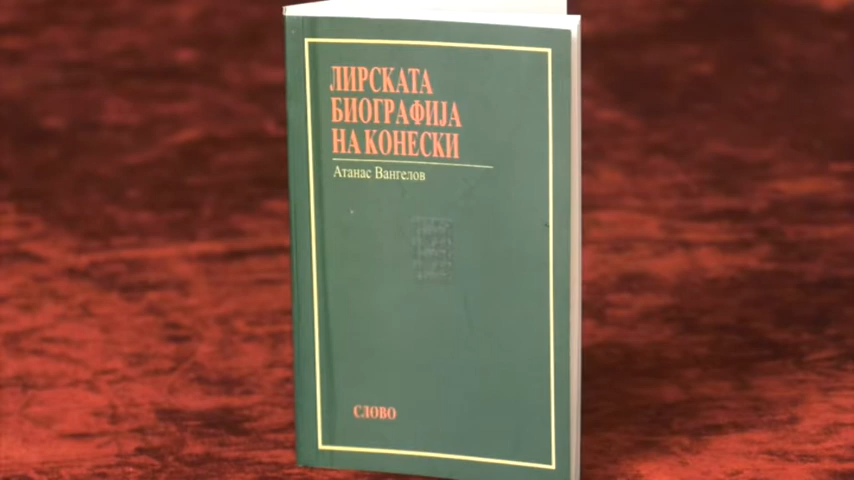 ЛИРСКАТА
БИОГРАФИЈА
НА КОНЕСКИ
Атанас Вангелов
СЛОВО